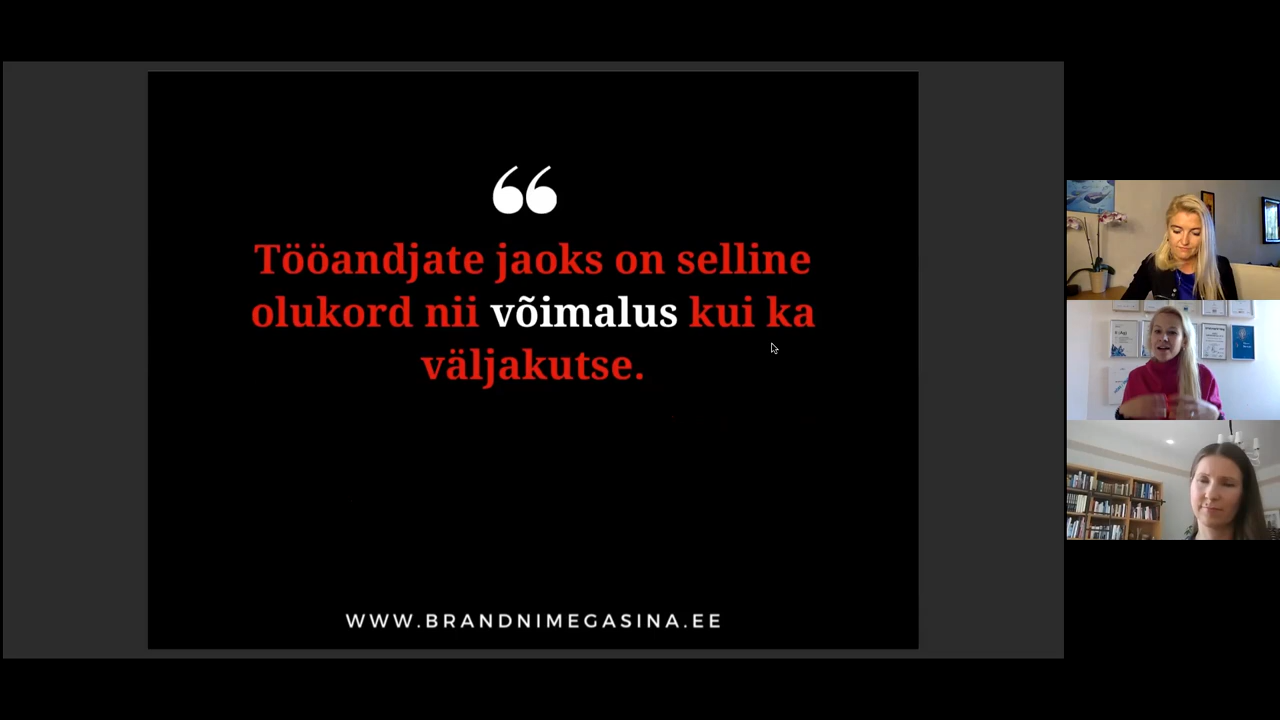 Tööandjate jaoks on selline
olukord nii võimalus kui ka
väljakutse.
WWW.BRANDNIMEGASINA.EE